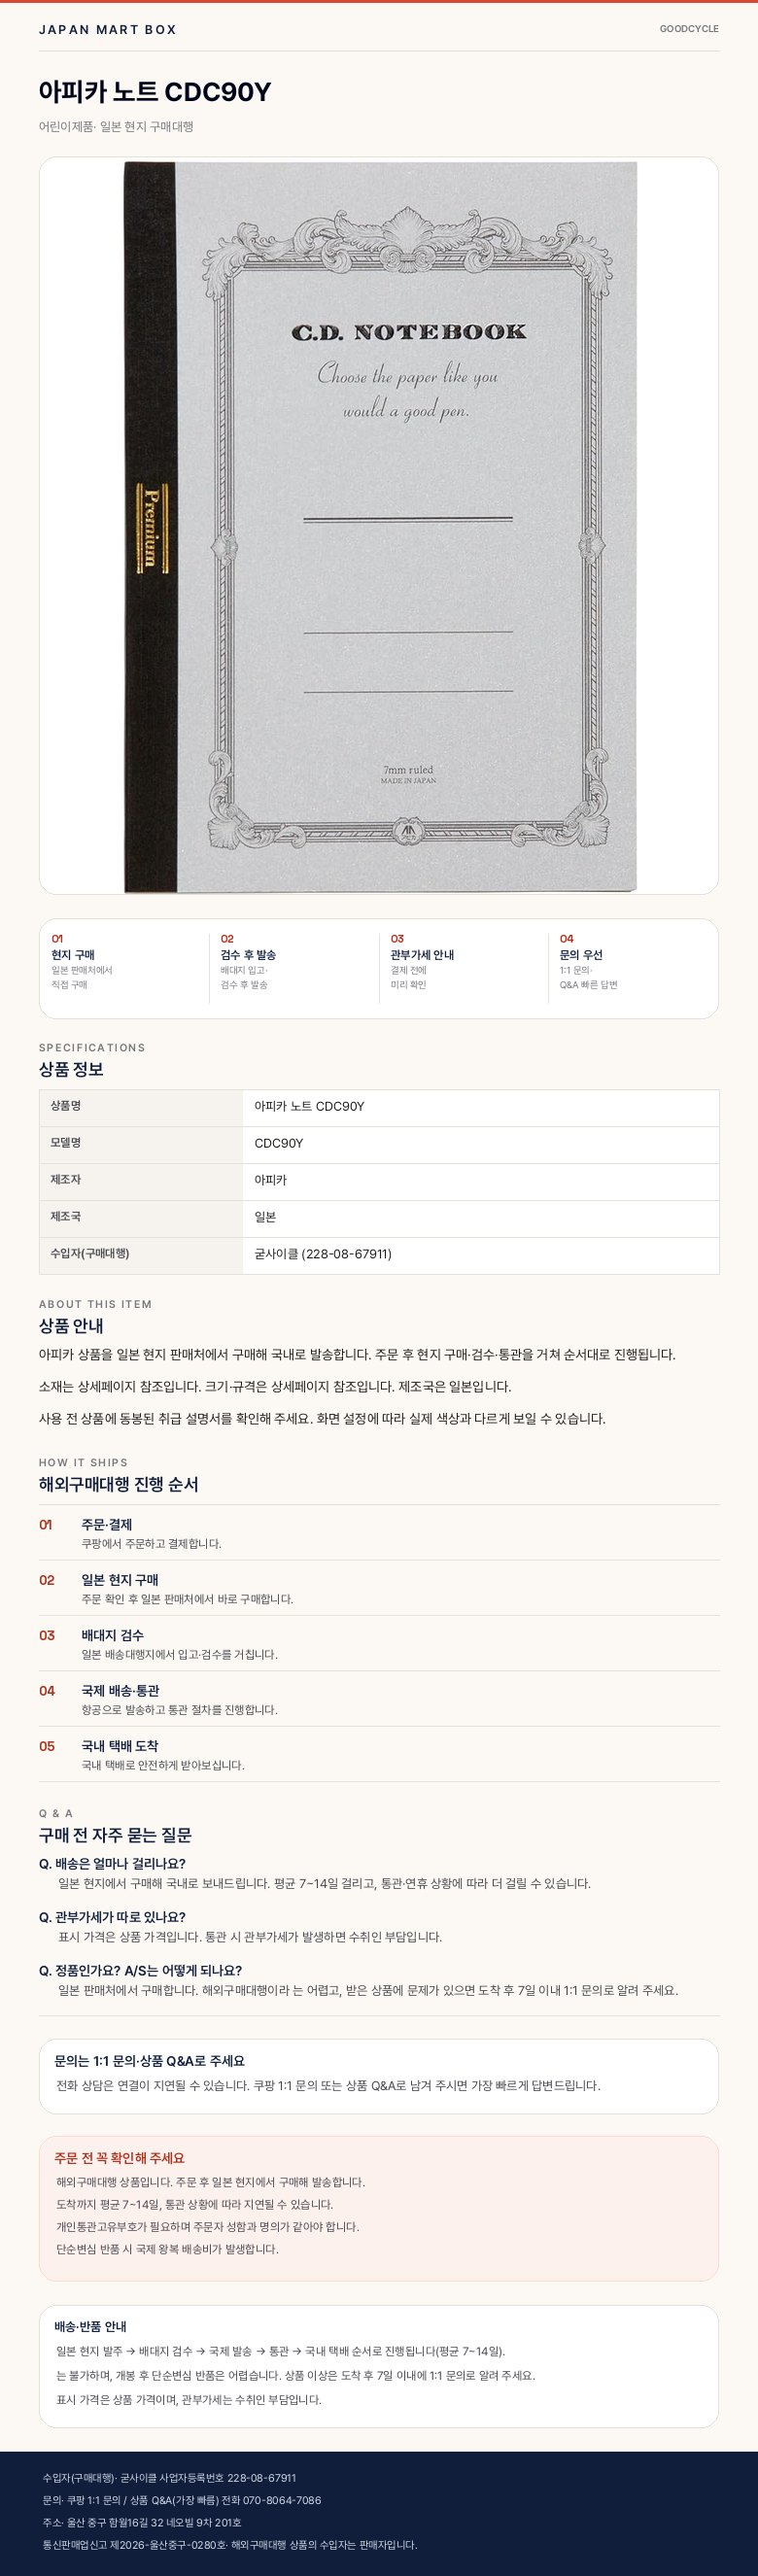 JAPAN MART BOX
GOODCYCLE
아피카 노트 CDC90Y
어린이제품· 일본 현지 구매대행
C.D. NOTEBOOK
Choose the paper like you
would a good pen.
Premium
7mm ruled
MADE IN JAPAN
01
현지 구매
일본 판매처에서
직접 구매
02
검수 후 발송
배대지 입고·
검수 후 발송
03
관부가세 안내
결제 전에
미리 확인
04
문의 우선
1:1 문의·
Q&A 빠른 답변
SPECIFICATIONS
상품 정보
상품명 아피카 노트 CDC90Y
모델명 CDC90Y
제조자 아피카
제조국 일본
수입자(구매대행) 굳사이클 (228-08-67911)
ABOUT THIS ITEM
상품 안내
아피카 상품을 일본 현지 판매처에서 구매해 국내로 발송합니다. 주문 후 현지 구매·검수·통관을 거쳐 순서대로 진행됩니다.
소재는 상세페이지 참조입니다. 크기·규격은 상세페이지 참조입니다. 제조국은 일본입니다.
사용 전 상품에 동봉된 취급 설명서를 확인해 주세요. 화면 설정에 따라 실제 색상과 다르게 보일 수 있습니다.
HOW IT SHIPS
해외구매대행 진행 순서
01 주문·결제
쿠팡에서 주문하고 결제합니다.
02 일본 현지 구매
주문 확인 후 일본 판매처에서 바로 구매합니다.
03 배대지 검수
일본 배송대행지에서 입고·검수를 거칩니다.
04 국제 배송·통관
항공으로 발송하고 통관 절차를 진행합니다.
05 국내 택배 도착
국내 택배로 안전하게 받아보십니다.
Q & A
구매 전 자주 묻는 질문
Q. 배송은 얼마나 걸리나요?
일본 현지에서 구매해 국내로 보내드립니다. 평균 7~14일 걸리고, 통관·연휴 상황에 따라 더 걸릴 수 있습니다.
Q. 관부가세가 따로 있나요?
표시 가격은 상품 가격입니다. 통관 시 관부가세가 발생하면 수취인 부담입니다.
Q. 정품인가요? A/S는 어떻게 되나요?
일본 판매처에서 구매합니다. 해외구매대행이라 는 어렵고, 받은 상품에 문제가 있으면 도착 후 7일 이내 1:1 문의로 알려 주세요.
문의는 1:1 문의·상품 Q&A로 주세요
전화 상담은 연결이 지연될 수 있습니다. 쿠팡 1:1 문의 또는 상품 Q&A로 남겨 주시면 가장 빠르게 답변드립니다.
주문 전 꼭 확인해 주세요
해외구매대행 상품입니다. 주문 후 일본 현지에서 구매해 발송합니다.
도착까지 평균 7~14일, 통관 상황에 따라 지연될 수 있습니다.
개인통관고유부호가 필요하며 주문자 성함과 명의가 같아야 합니다.
단순변심 반품 시 국제 왕복 배송비가 발생합니다.
배송·반품 안내
일본 현지 발주 → 배대지 검수 → 국제 발송 → 통관 → 국내 택배 순서로 진행됩니다(평균 7~14일).
는 불가하며, 개봉 후 단순변심 반품은 어렵습니다. 상품 이상은 도착 후 7일 이내에 1:1 문의로 알려 주세요.
표시 가격은 상품 가격이며, 관부가세는 수취인 부담입니다.
수입자(구매대행)· 굳사이클 사업자등록번호 228-08-67911
문의· 쿠팡 1:1 문의 / 상품 Q&A(가장 빠름) 전화 070-8064-7086
주소· 울산 중구 함월16길 32 네오빌 9차 201호
통신판매업신고 제2026-울산중구-0280호· 해외구매대행 상품의 수입자는 판매자입니다.